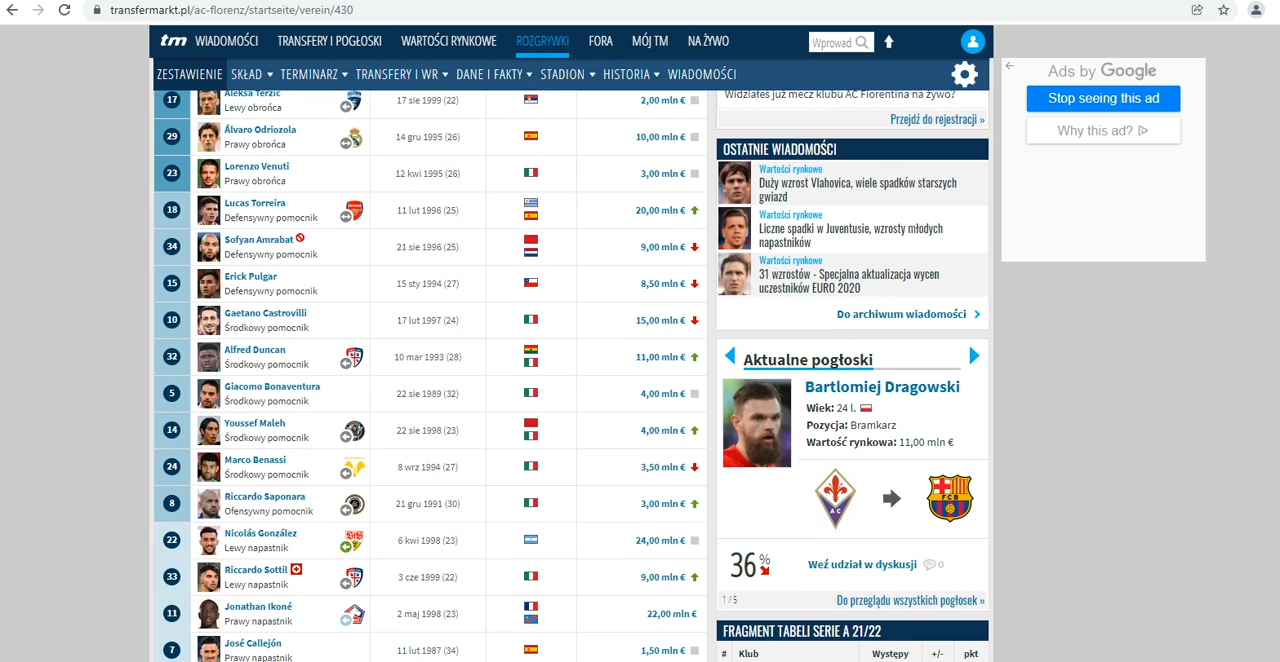 transfermarkt.pl/ac-florenz/startseite/verein/430
tm WIADOMOŚCI TRANSFERY I POGŁOSKI WARTOŚCI RYNKOWE ROZGRYWKI FORA MÓJ TM NA ŻYWO Wprowad.
ZESTAWIENIE SKŁAD TERMINARZ TRANSFERY I WR DANE I FAKTY STADION HISTORIA WIADOMOŚCI
17 Aleksa Terzić 17 sie 1999 (22) 2,00 mln €
Lewy obrońca
29 Álvaro Odriozola 14 gru 1995 (26) 10,00 mln €
Prawy obrońca
23 Lorenzo Venuti 12 kwi 1995 (26) 3,00 mln €
Prawy obrońca
18 Lucas Torreira 11 lut 1996 (25) 20,00 mln €
Defensywny pomocnik
34 Sofyan Amrabat 21 sie 1996 (25) 9,00 mln €
Defensywny pomocnik
15 Erick Pulgar 15 sty 1994 (27) 8,50 mln €
Defensywny pomocnik
10 Gaetano Castrovilli 17 lut 1997 (24) 15,00 mln €
Środkowy pomocnik
32 Alfred Duncan 10 mar 1993 (28) 11,00 mln €
Środkowy pomocnik
5 Giacomo Bonaventura 22 sie 1989 (32) 4,00 mln €
Środkowy pomocnik
14 Youssef Maleh 22 sie 1998 (23) 4,00 mln €
Środkowy pomocnik
24 Marco Benassi 8 wrz 1994 (27) 3,50 mln €
Środkowy pomocnik
8 Riccardo Saponara 21 gru 1991 (30) 3,00 mln €
Ofensywny pomocnik
22 Nicolás González 6 kwi 1998 (23) 24,00 mln €
Lewy napastnik
33 Riccardo Sottil 3 cze 1999 (22) 9,00 mln €
Lewy napastnik
11 Jonathan Ikoné 2 maj 1998 (23) 22,00 mln €
Prawy napastnik
7 José Callejón 11 lut 1987 (34) 1,50 mln €
Prawy napastnik
Widziałeś już mecz klubu AC Fiorentina na żywo?
Przejdź do rejestracji »
OSTATNIE WIADOMOŚCI
Wartości rynkowe
Duży wzrost Vlahovica, wiele spadków starszych
gwiazd
Wartości rynkowe
Liczne spadki w Juventusie, wzrosty młodych
napastników
Wartości rynkowe
31 wzrostów - Specjalna aktualizacja wycen
uczestników EURO 2020
Do archiwum wiadomości
Aktualne pogłoski
Bartlomiej Dragowski
Wiek: 24 l.
Pozycja: Bramkarz
Wartość rynkowa: 11,00 mln €
AC
FCB
36 % Weź udział w dyskusji 0
1 / 5 Do przeglądu wszystkich pogłosek »
FRAGMENT TABELI SERIE A 21/22
# Klub Występy +/- pkt
Ads by Google
Stop seeing this ad
Why this ad?